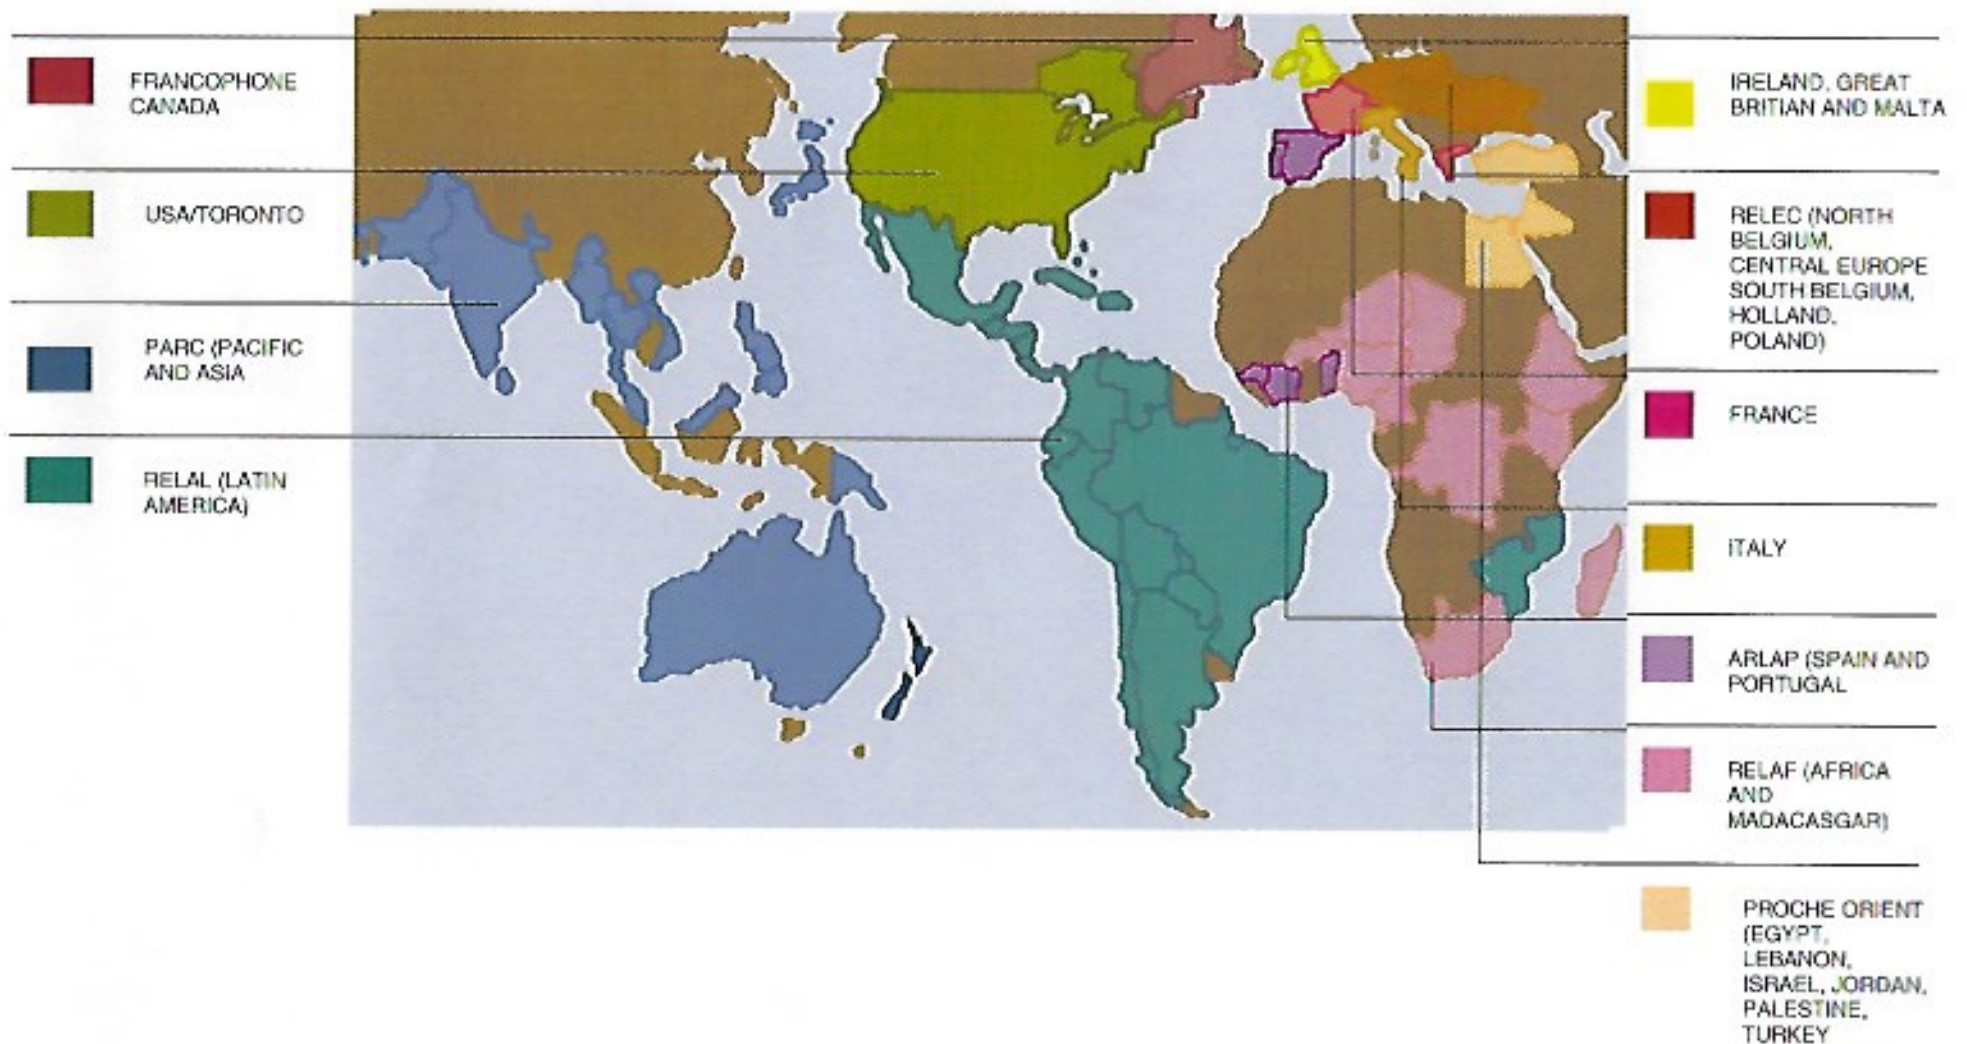 FRANCOPHONE
CANADA
USA/TORONTO
PARC (PACIFIC
AND ASIA
RELAL (LATIN
AMERICA)
IRELAND, GREAT
BRITIAN AND MALTA
RELEC (NORTH
BELGIUM,
CENTRAL EUROPE
SOUTH BELGIUM,
HOLLAND,
POLAND)
FRANCE
iTALY
ARLAP (SPAIN AND
PORTUGAL
RELAF (AFRICA
AND
MADACASGAR)
PROCHE ORIENT
(EGYPT,
LEBANON,
ISRAEL, JORDAN,
PALESTINE,
TURKEY